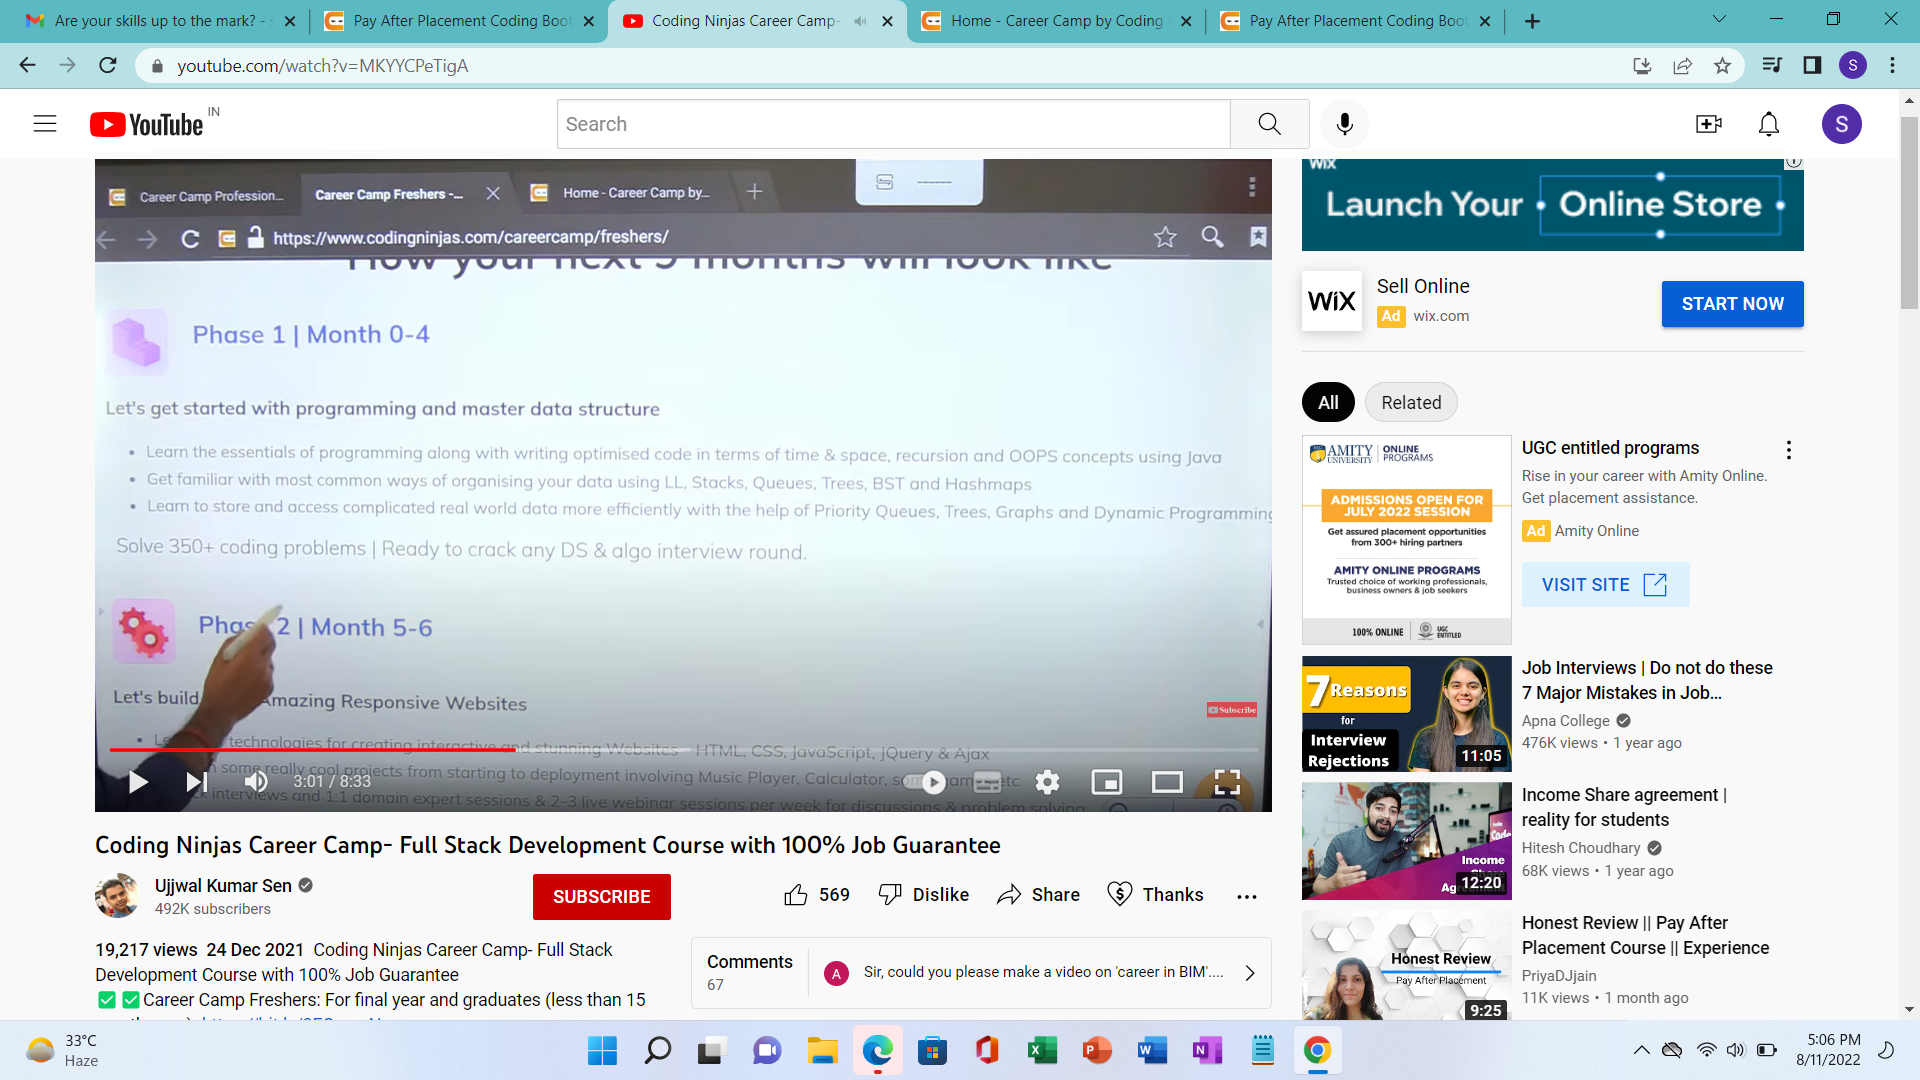 Are your skills up to the mark? - s
Pay After Placement Coding Boot
Coding Ninjas Career Camp-
Home - Career Camp by Coding
Pay After Placement Coding Boot
youtube.com/watch?v=MKYYCPeTigA
S
YouTube IN
Search
S
Career Camp Profession...
Career Camp Freshers -...
Home - Career Camp by...
https://www.codingninjas.com/careercamp/freshers/
How your next 9 months will look like
Phase 1 | Month 0-4
Let's get started with programming and master data structure
• Learn the essentials of programming along with writing optimised code in terms of time & space, recursion and OOPS concepts using Java
• Get familiar with most common ways of organising your data using LL, Stacks, Queues, Trees, BST and Hashmaps
• Learn to store and access complicated real world data more efficiently with the help of Priority Queues, Trees, Graphs and Dynamic Programming
Solve 350+ coding problems | Ready to crack any DS & algo interview round.
Phas 2 | Month 5-6
Let's build mazing Responsive Websites
technologies for creating interactive and stunning Websites - HTML, CSS, JavaScript, JQuery & Ajax
some really cool projects from starting to deployment involving Music Player, Calculator, etc
interviews and 1:1 domain expert sessions & 2-3 live webinar sessions per week for discussions & problem solving
Subscribe
3:01 / 8:33
Coding Ninjas Career Camp- Full Stack Development Course with 100% Job Guarantee
Ujjwal Kumar Sen
492K subscribers
SUBSCRIBE
569 Dislike Share Thanks
19,217 views 24 Dec 2021 Coding Ninjas Career Camp- Full Stack
Development Course with 100% Job Guarantee
✅ ✅Career Camp Freshers: For final year and graduates (less than 15
Comments
67
A
Sir, could you please make a video on 'career in BIM'....
WIX
Launch Your Online Store
WIX
Sell Online
Ad wix.com
START NOW
All
Related
AMITY UNIVERSITY | ONLINE PROGRAMS
ADMISSIONS OPEN FOR
JULY 2022 SESSION
Get assured placement opportunities
from 300+ hiring partners
AMITY ONLINE PROGRAMS
Trusted choice of working professionals,
business owners & job seekers
100% ONLINE | UGC ENTITLED
UGC entitled programs
Rise in your career with Amity Online.
Get placement assistance.
Ad Amity Online
VISIT SITE
7 Reasons
for
Interview
Rejections
11:05
Job Interviews | Do not do these
7 Major Mistakes in Job...
Apna College
476K views • 1 year ago
Income
Share
Ag
12:20
Income Share agreement |
reality for students
Hitesh Choudhary
68K views • 1 year ago
Honest Review
Pay After Placement
9:25
Honest Review || Pay After
Placement Course || Experience
PriyaDJjain
11K views • 1 month ago
33°C
Haze
5:06 PM
8/11/2022